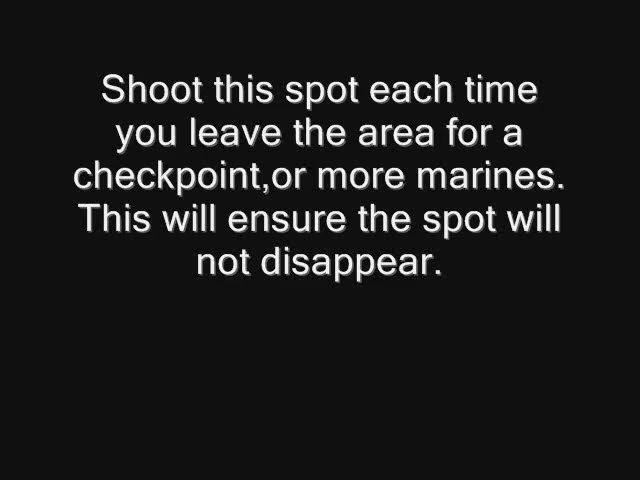 Shoot this spot each time
you leave the area for a
checkpoint,or more marines.
This will ensure the spot will
not disappear.